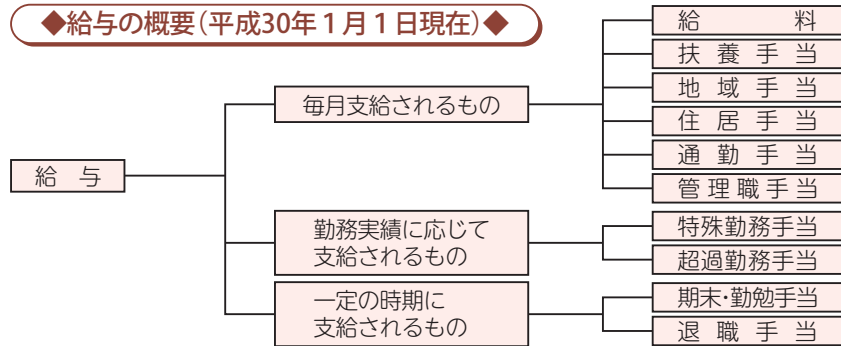 ◆給与の概要(平成30年1月1日現在)◆
給与
毎月支給されるもの
給料
扶養手当
地域手当
住居手当
通勤手当
管理職手当
勤務実績に応じて
支給されるもの
特殊勤務手当
超過勤務手当
一定の時期に
支給されるもの
期末・勤勉手当
退職手当